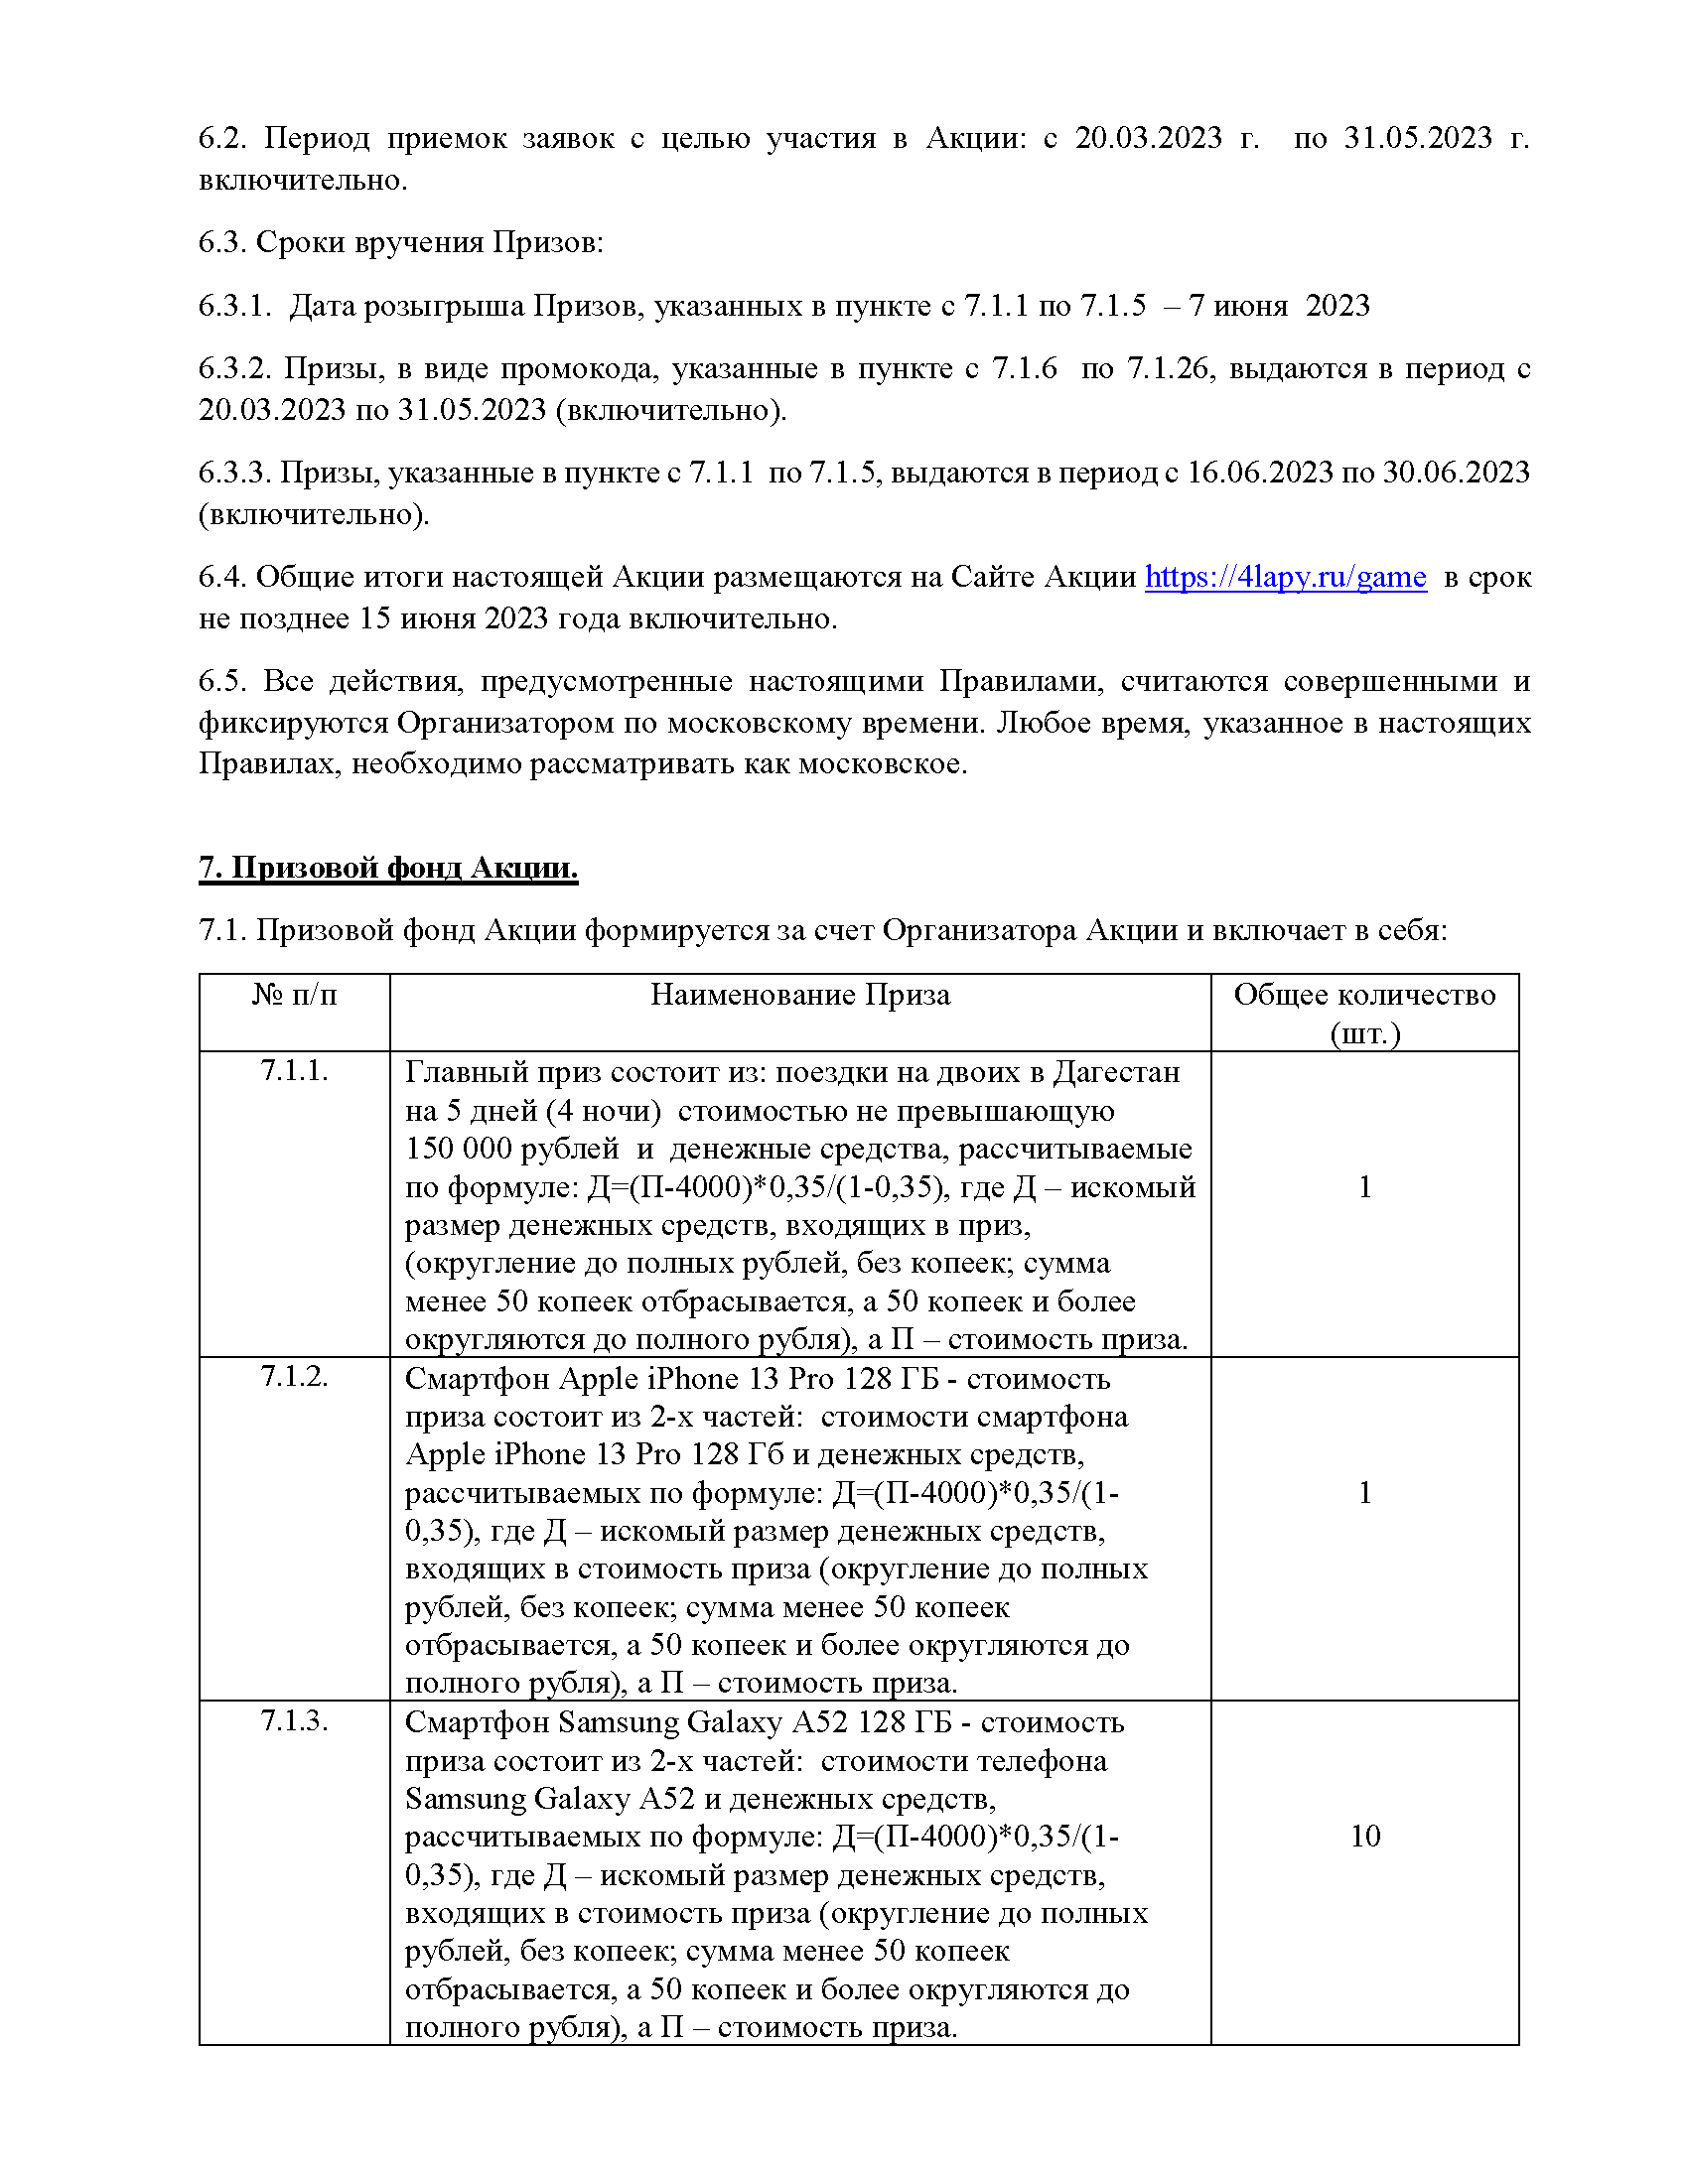 6.2. Период приемок заявок с целью участия в Акции: с 20.03.2023 г. по 31.05.2023 г.
включительно.
6.3. Сроки вручения Призов:
6.3.1. Дата розыгрыша Призов, указанных в пункте с 7.1.1 по 7.1.5 – 7 июня 2023
6.3.2. Призы, в виде промокода, указанные в пункте с 7.1.6 по 7.1.26, выдаются в период с
20.03.2023 по 31.05.2023 (включительно).
6.3.3. Призы, указанные в пункте с 7.1.1 по 7.1.5, выдаются в период с 16.06.2023 по 30.06.2023
(включительно).
6.4. Общие итоги настоящей Акции размещаются на Сайте Акции https://4lapy.ru/game в срок
не позднее 15 июня 2023 года включительно.
6.5. Все действия, предусмотренные настоящими Правилами, считаются совершенными и
фиксируются Организатором по московскому времени. Любое время, указанное в настоящих
Правилах, необходимо рассматривать как московское.
7. Призовой фонд Акции.
7.1. Призовой фонд Акции формируется за счет Организатора Акции и включает в себя:
№ п/п Наименование Приза Общее количество
(шт.)
7.1.1. Главный приз состоит из: поездки на двоих в Дагестан
на 5 дней (4 ночи) стоимостью не превышающую
150 000 рублей и денежные средства, рассчитываемые
по формуле: Д=(П-4000)*0,35/(1-0,35), где Д – искомый 1
размер денежных средств, входящих в приз,
(округление до полных рублей, без копеек; сумма
менее 50 копеек отбрасывается, а 50 копеек и более
округляются до полного рубля), а П – стоимость приза.
7.1.2. Смартфон Apple iPhone 13 Pro 128 ГБ - стоимость
приза состоит из 2-х частей: стоимости смартфона
Apple iPhone 13 Pro 128 Гб и денежных средств,
рассчитываемых по формуле: Д=(П-4000)*0,35/(1- 1
0,35), где Д – искомый размер денежных средств,
входящих в стоимость приза (округление до полных
рублей, без копеек; сумма менее 50 копеек
отбрасывается, а 50 копеек и более округляются до
полного рубля), а П – стоимость приза.
7.1.3. Смартфон Samsung Galaxy A52 128 ГБ - стоимость
приза состоит из 2-х частей: стоимости телефона
Samsung Galaxy A52 и денежных средств,
рассчитываемых по формуле: Д=(П-4000)*0,35/(1- 10
0,35), где Д – искомый размер денежных средств,
входящих в стоимость приза (округление до полных
рублей, без копеек; сумма менее 50 копеек
отбрасывается, а 50 копеек и более округляются до
полного рубля), а П – стоимость приза.